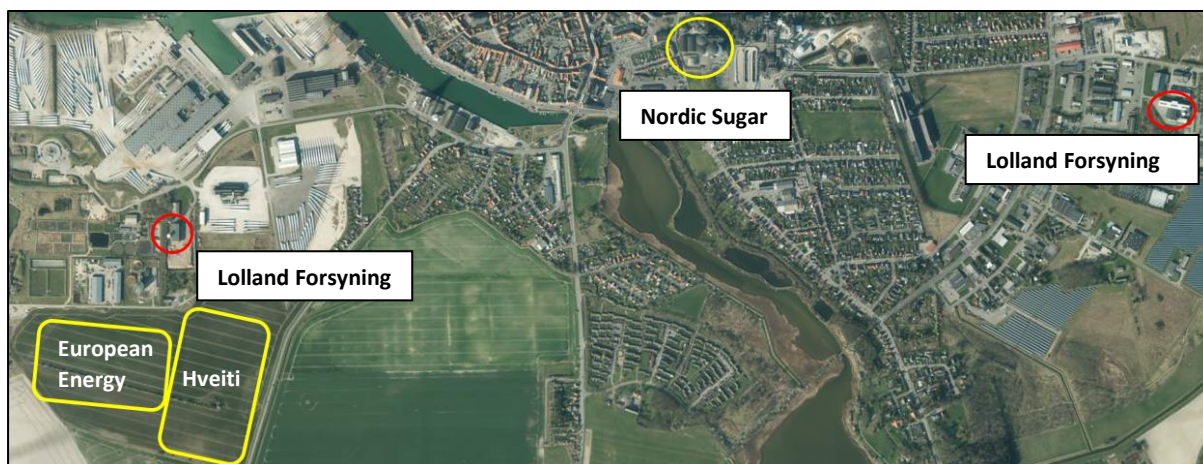 Nordic Sugar
Lolland Forsyning
Lolland Forsyning
European
Energy
Hveiti